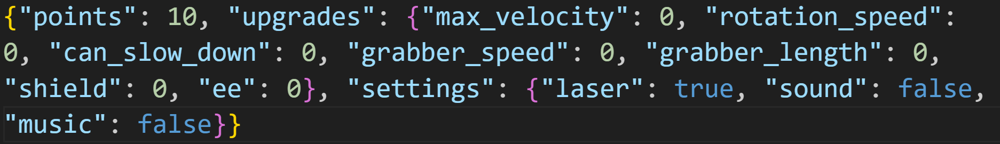 {"points": 10, "upgrades": {"max_velocity": 0, "rotation_speed":
0, "can_slow_down": 0, "grabber_speed": 0, "grabber_length": 0,
"shield": 0, "ee": 0}, "settings": {"laser": true, "sound": false,
"music": false}}